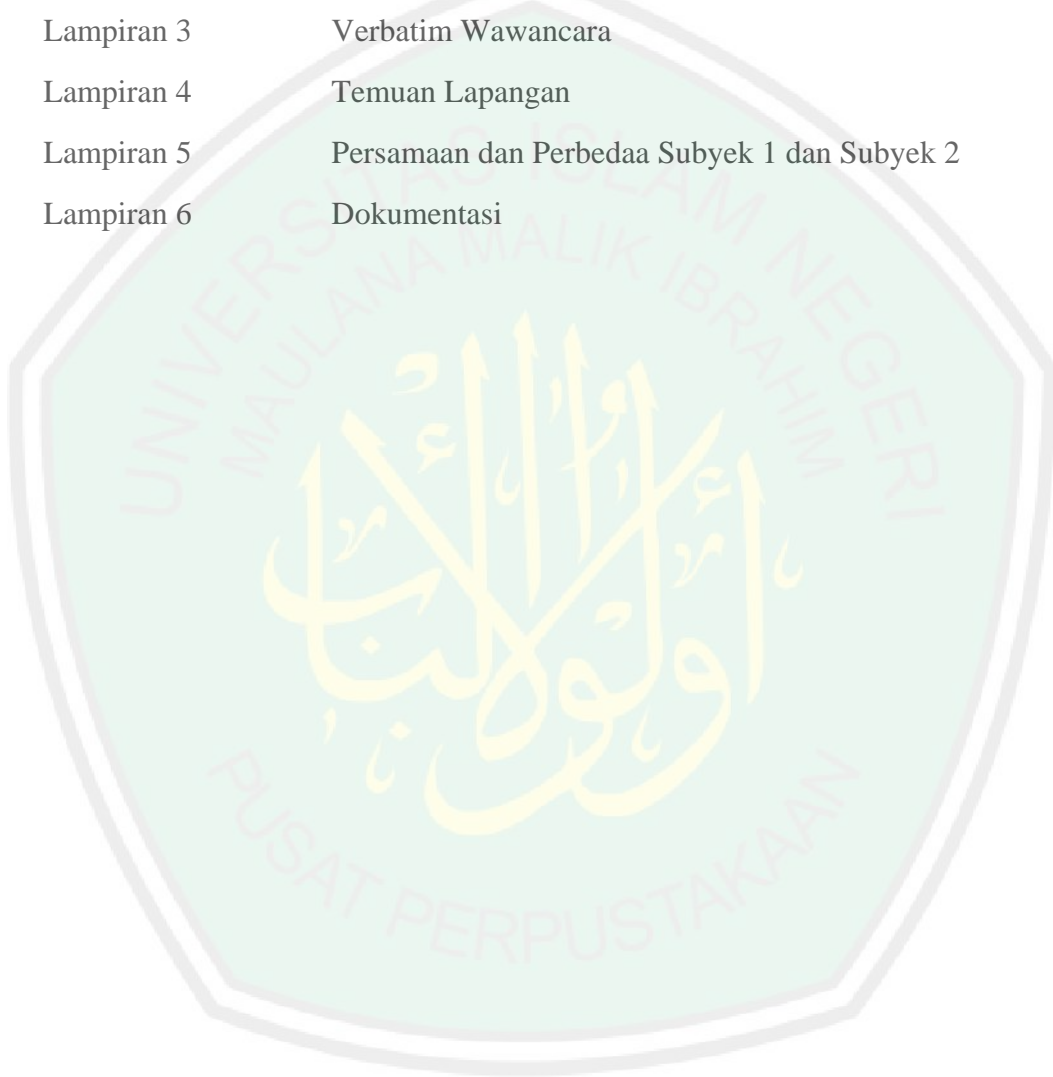 Lampiran 3 Verbatim Wawancara
Lampiran 4 Temuan Lapangan
Lampiran 5 Persamaan dan Perbedaa Subyek 1 dan Subyek 2
Lampiran 6 Dokumentasi
UNIVERSITAS ISLAM NEGERI
MAULANA MALIK IBRAHIM
أولو الألباب
PUSAT PERPUSTAKAAN